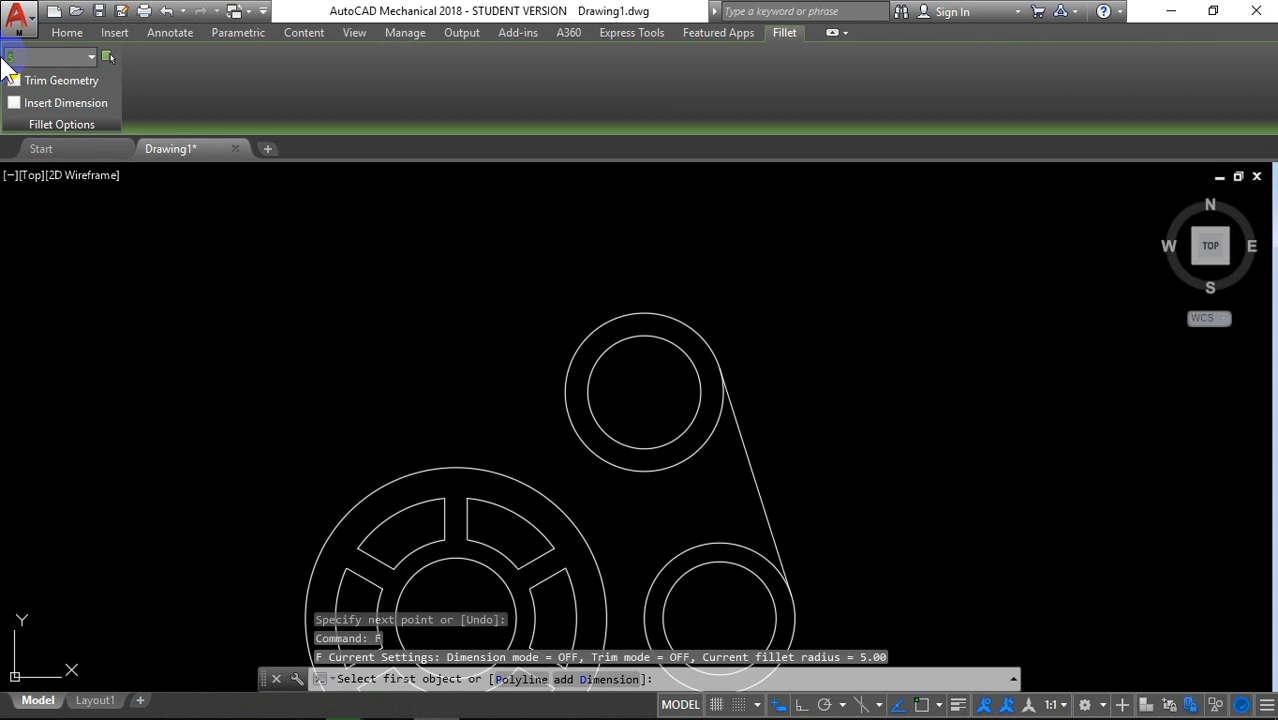 AutoCAD Mechanical 2018 - STUDENT VERSION Drawing1.dwg
Type a keyword or phrase
Sign In
M
Home Insert Annotate Parametric Content View Manage Output Add-ins A360 Express Tools Featured Apps Fillet
5
Trim Geometry
Insert Dimension
Fillet Options
Start Drawing1*
[−][Top][2D Wireframe]
N
W TOP E
S
WCS
Specify next point or [Undo]:
Command: F
F Current Settings: Dimension mode = OFF, Trim mode = OFF, Current fillet radius = 5.00
Select first object or [Polyline add Dimension]:
Y
X
Model Layout1
MODEL 1:1